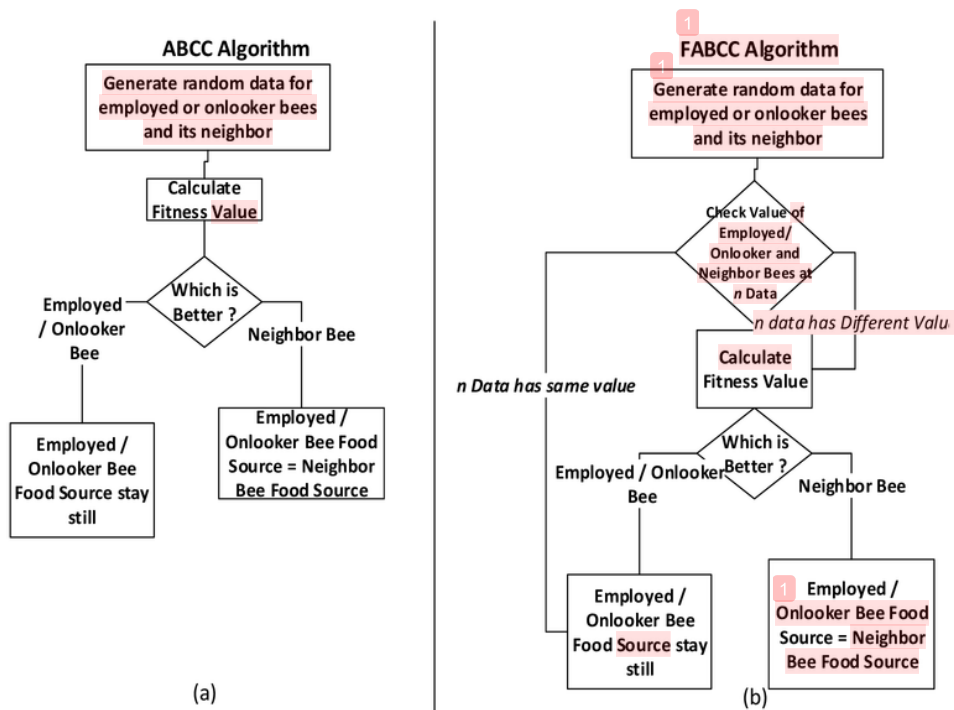 ABCC Algorithm
Generate random data for
employed or onlooker bees
and its neighbor
Calculate
Fitness Value
Which is
Better ?
Employed
/ Onlooker
Bee
Neighbor Bee
Employed /
Onlooker Bee
Food Source stay
still
Employed /
Onlooker Bee Food
Source = Neighbor
Bee Food Source
(a)
1
FABCC Algorithm
1
Generate random data for
employed or onlooker bees
and its neighbor
Check Value of
Employed/
Onlooker and
Neighbor Bees at
n Data
n data has Different Valu
Calculate
Fitness Value
n Data has same value
Which is
Better ?
Employed / Onlooker
Bee
Neighbor Bee
Employed /
Onlooker Bee
Food Source stay
still
1
Employed /
Onlooker Bee Food
Source = Neighbor
Bee Food Source
(b)